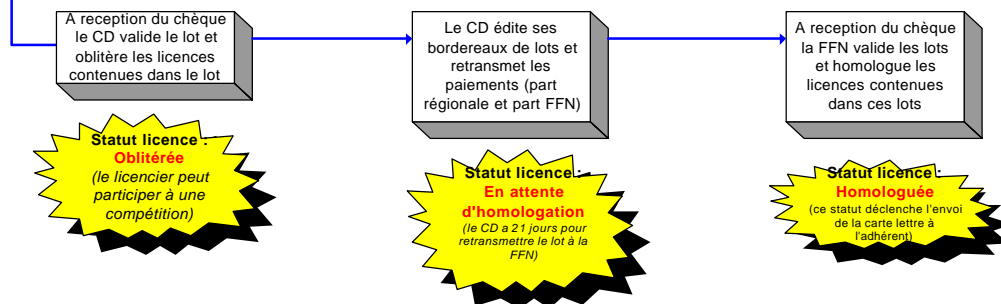 A reception du chèque
le CD valide le lot et
oblitère les licences
contenues dans le lot
Le CD édite ses
bordereaux de lots et
retransmet les
paiements (part
régionale et part FFN)
A reception du chèque
la FFN valide les lots
et homologue les
licences contenues
dans ces lots
Statut licence :
Oblitérée
(le licencier peut
participer à une
compétition)
Statut licence :
En attente
d'homologation
(le CD a 21 jours pour
retransmettre le lot à la
FFN)
Statut licence :
Homologuée
(ce statut déclenche l'envoi
de la carte lettre à
l'adhérent)